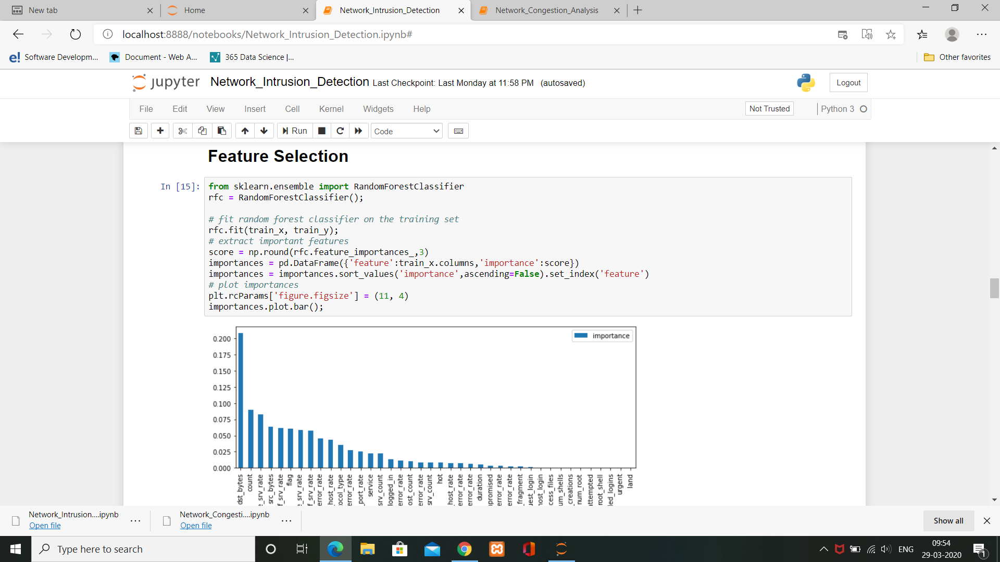 New tab
Home
Network_Intrusion_Detection
Network_Congestion_Analysis
localhost:8888/notebooks/Network_Intrusion_Detection.ipynb#
Software Developm...
Document - Web A...
365 Data Science |...
Other favorites
jupyter Network_Intrusion_Detection Last Checkpoint: Last Monday at 11:58 PM (autosaved)
Logout
File Edit View Insert Cell Kernel Widgets Help
Not Trusted
Python 3
Run
Code
Feature Selection
In [15]:
from sklearn.ensemble import RandomForestClassifier
rfc = RandomForestClassifier();
# fit random forest classifier on the training set
rfc.fit(train_x, train_y);
# extract important features
score = np.round(rfc.feature_importances_,3)
importances = pd.DataFrame({'feature':train_x.columns,'importance':score})
importances = importances.sort_values('importance',ascending=False).set_index('feature')
# plot importances
plt.rcParams['figure.figsize'] = (11, 4)
importances.plot.bar();
importance
0.200
0.175
0.150
0.125
0.100
0.075
0.050
0.025
0.000
dst_bytes
count
e_srv_rate
src_bytes
f_srv_rate
flag
e_srv_rate
f_srv_rate
error_rate
host_rate
ocol_type
error_rate
_port_rate
service
srv_count
logged_in
error_rate
ost_count
error_rate
srv_count
hot
host_rate
error_rate
error_rate
duration
promised
error_rate
error_rate
_fragment
uest_login
host_login
cess_files
um_shells
creations
num_root
ttempted
root_shell
led_logins
urgent
land
Network_Intrusion....ipynb
Open file
Network_Congesti....ipynb
Open file
Show all
Type here to search
ENG
09:54
29-03-2020
1